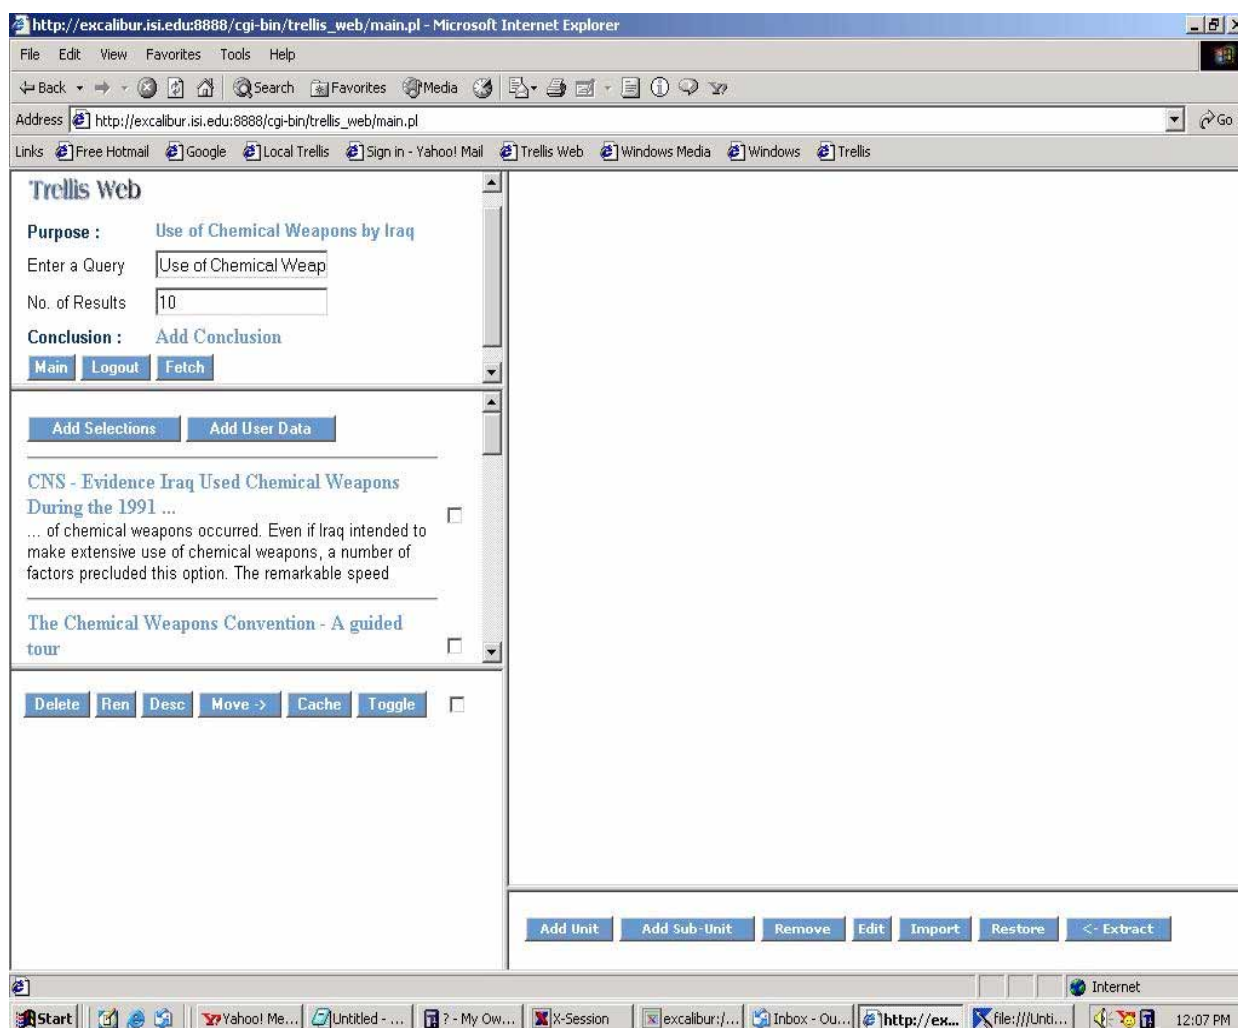 http://excalibur.isi.edu:8888/cgi-bin/trellis_web/main.pl - Microsoft Internet Explorer
File Edit View Favorites Tools Help
Back Search Favorites Media
Address http://excalibur.isi.edu:8888/cgi-bin/trellis_web/main.pl Go
Links Free Hotmail Google Local Trellis Sign in - Yahoo! Mail Trellis Web Windows Media Windows Trellis
Trellis Web
Purpose : Use of Chemical Weapons by Iraq
Enter a Query Use of Chemical Weap
No. of Results 10
Conclusion : Add Conclusion
Main Logout Fetch
Add Selections Add User Data
CNS - Evidence Iraq Used Chemical Weapons
During the 1991 ...
... of chemical weapons occurred. Even if Iraq intended to
make extensive use of chemical weapons, a number of
factors precluded this option. The remarkable speed
The Chemical Weapons Convention - A guided
tour
Delete Ren Desc Move -> Cache Toggle
Add Unit Add Sub-Unit Remove Edit Import Restore <- Extract
Internet
Start Yahoo! Me... Untitled - ... ? - My Ow... X-Session excalibur:/... Inbox - Ou... http://ex... file:///Unti... 12:07 PM